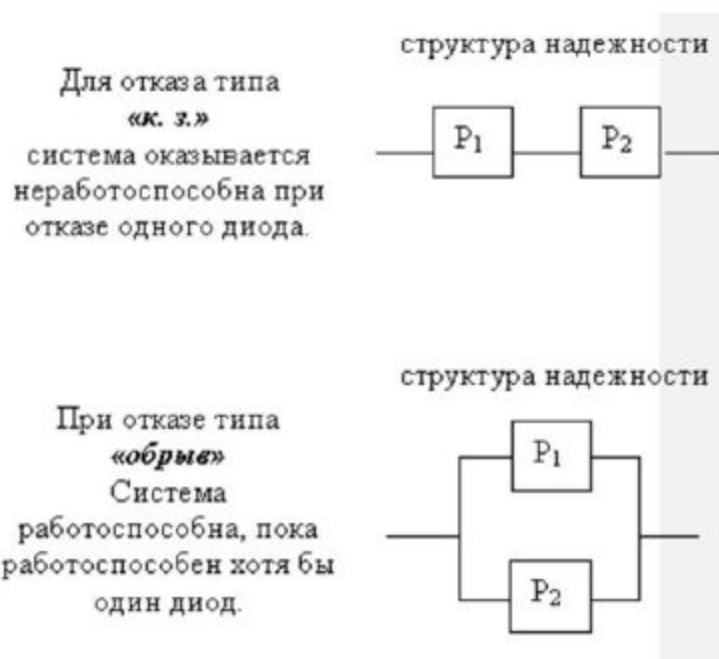 структура надежности
Для отказа типа
«к. з.»
система оказывается
неработоспособна при
отказе одного диода.
P1
P2
структура надежности
При отказе типа
«обрыв»
Система
работоспособна, пока
работоспособен хотя бы
один диод.
P1
P2